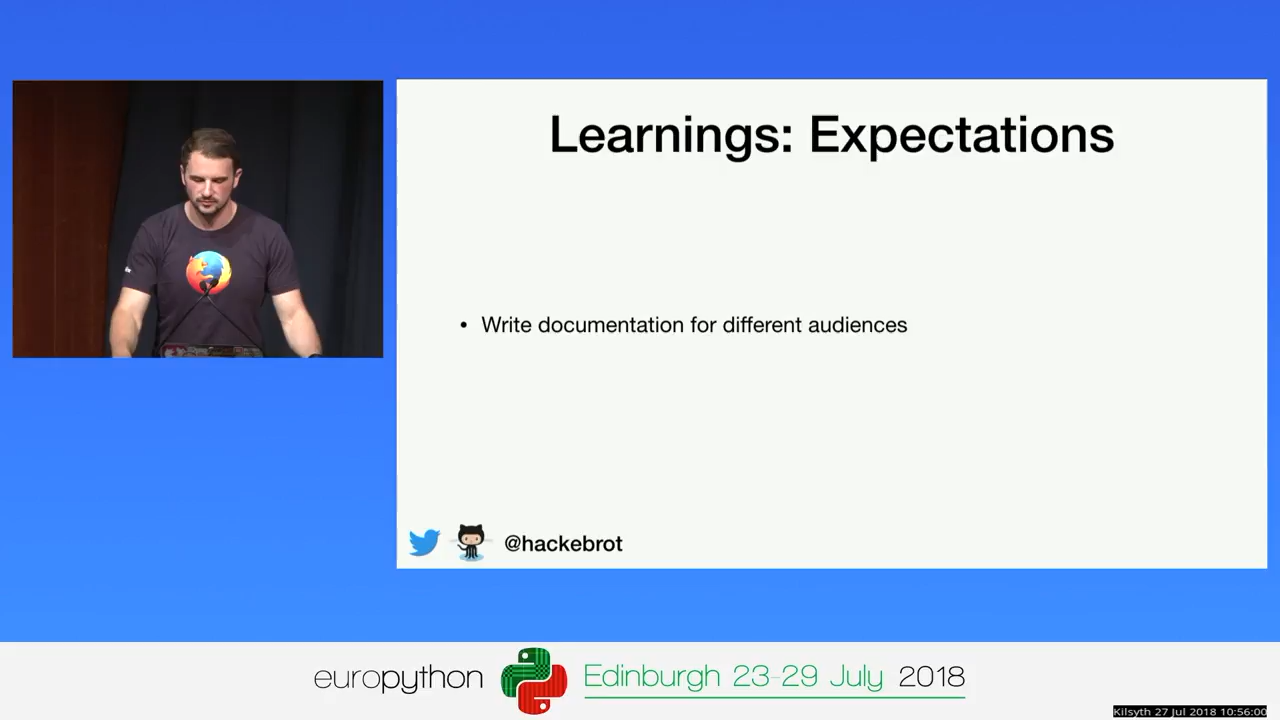 Learnings: Expectations
• Write documentation for different audiences
@hackebrot
europython Edinburgh 23-29 July 2018
Kilsyth 27 Jul 2018 10:56:00